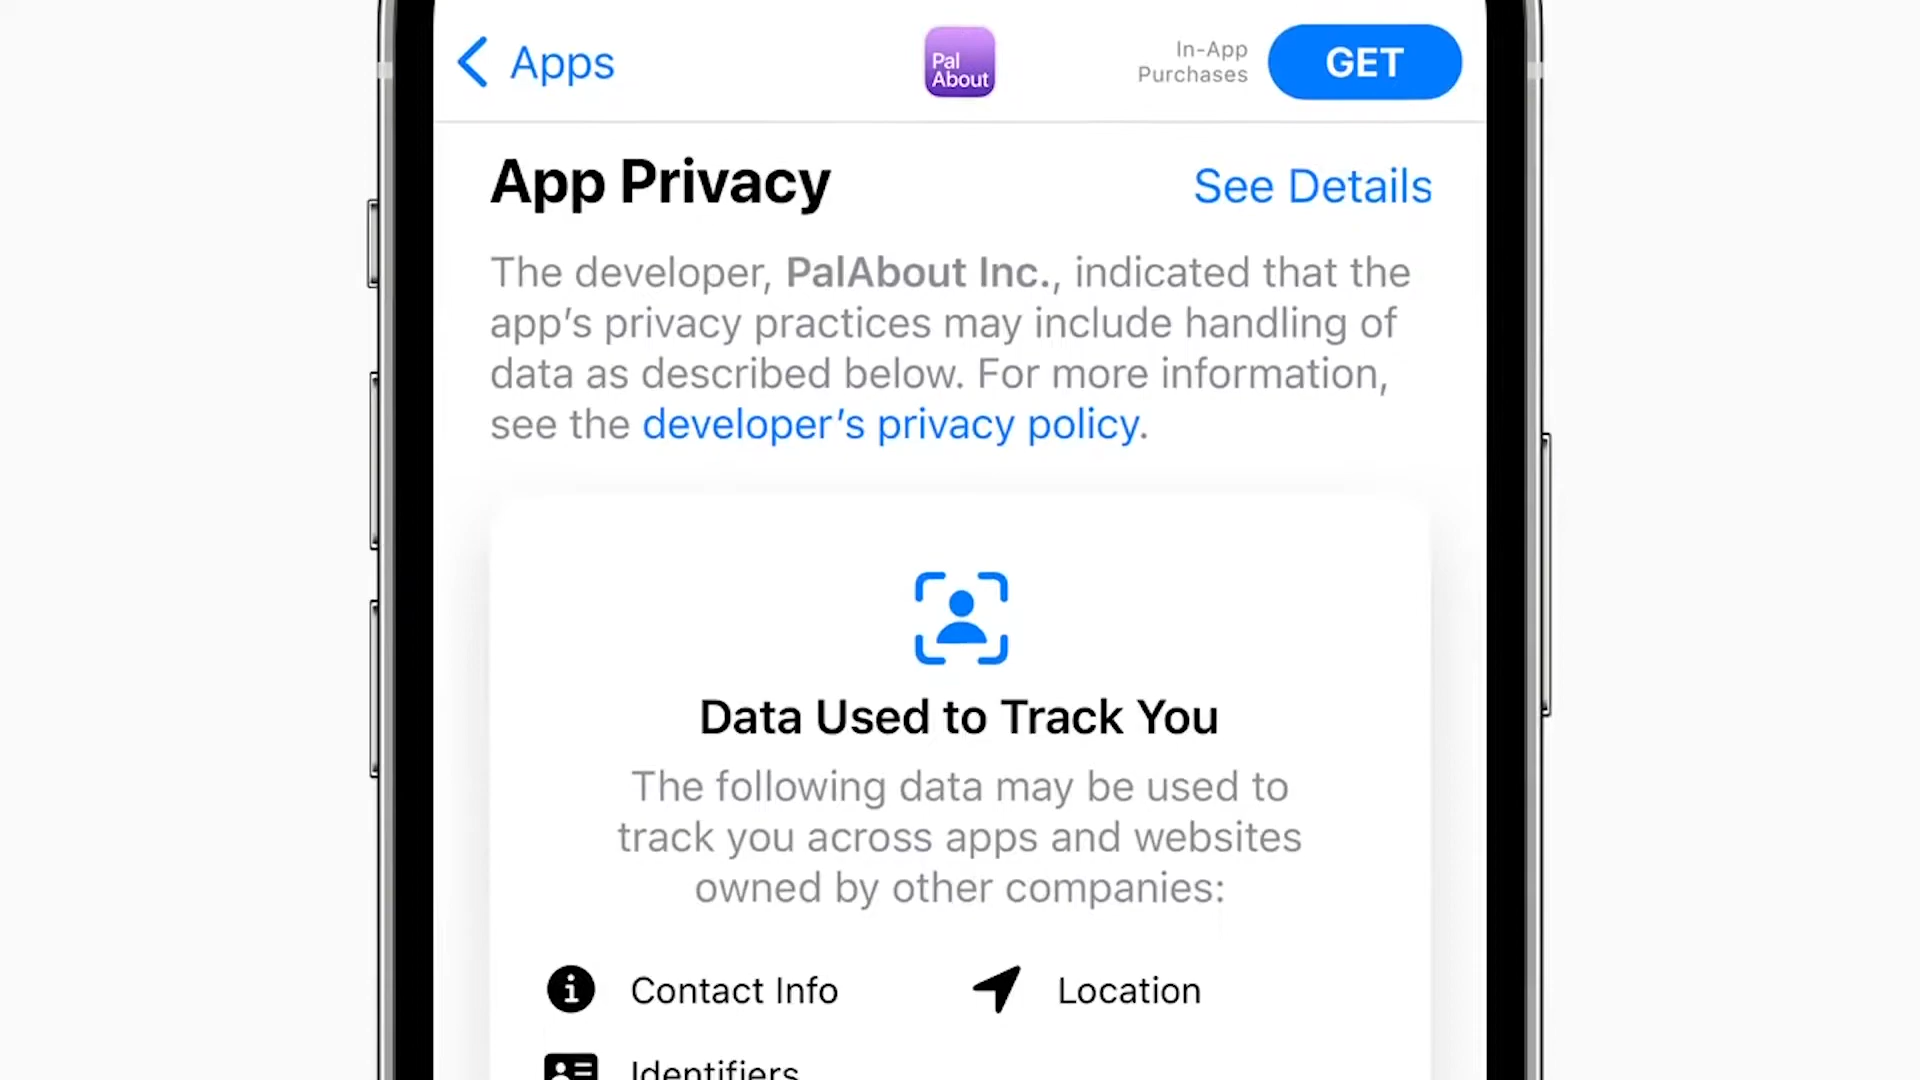 Apps
Pal
About
In-App
Purchases
GET
App Privacy
See Details
The developer, PalAbout Inc., indicated that the
app’s privacy practices may include handling of
data as described below. For more information,
see the developer’s privacy policy.
Data Used to Track You
The following data may be used to
track you across apps and websites
owned by other companies:
Contact Info
Location
Identifiers